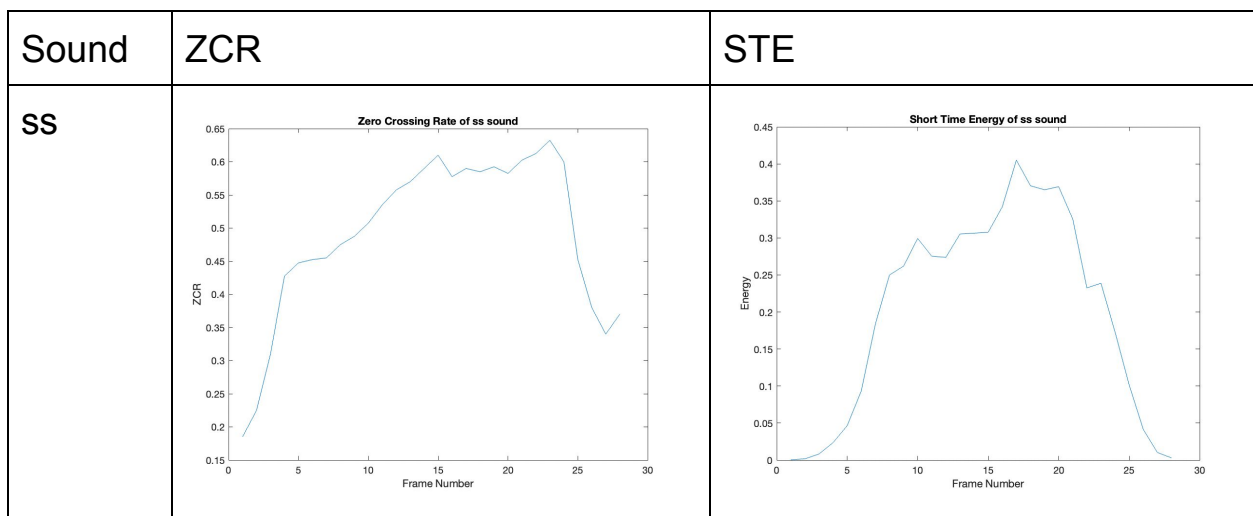 Sound ZCR STE
ss
Zero Crossing Rate of ss sound
0.65
0.6
0.55
0.5
0.45
0.4
0.35
0.3
0.25
0.2
0.15
ZCR
0 5 10 15 20 25 30
Frame Number
Short Time Energy of ss sound
0.45
0.4
0.35
0.3
0.25
0.2
0.15
0.1
0.05
0
Energy
0 5 10 15 20 25 30
Frame Number